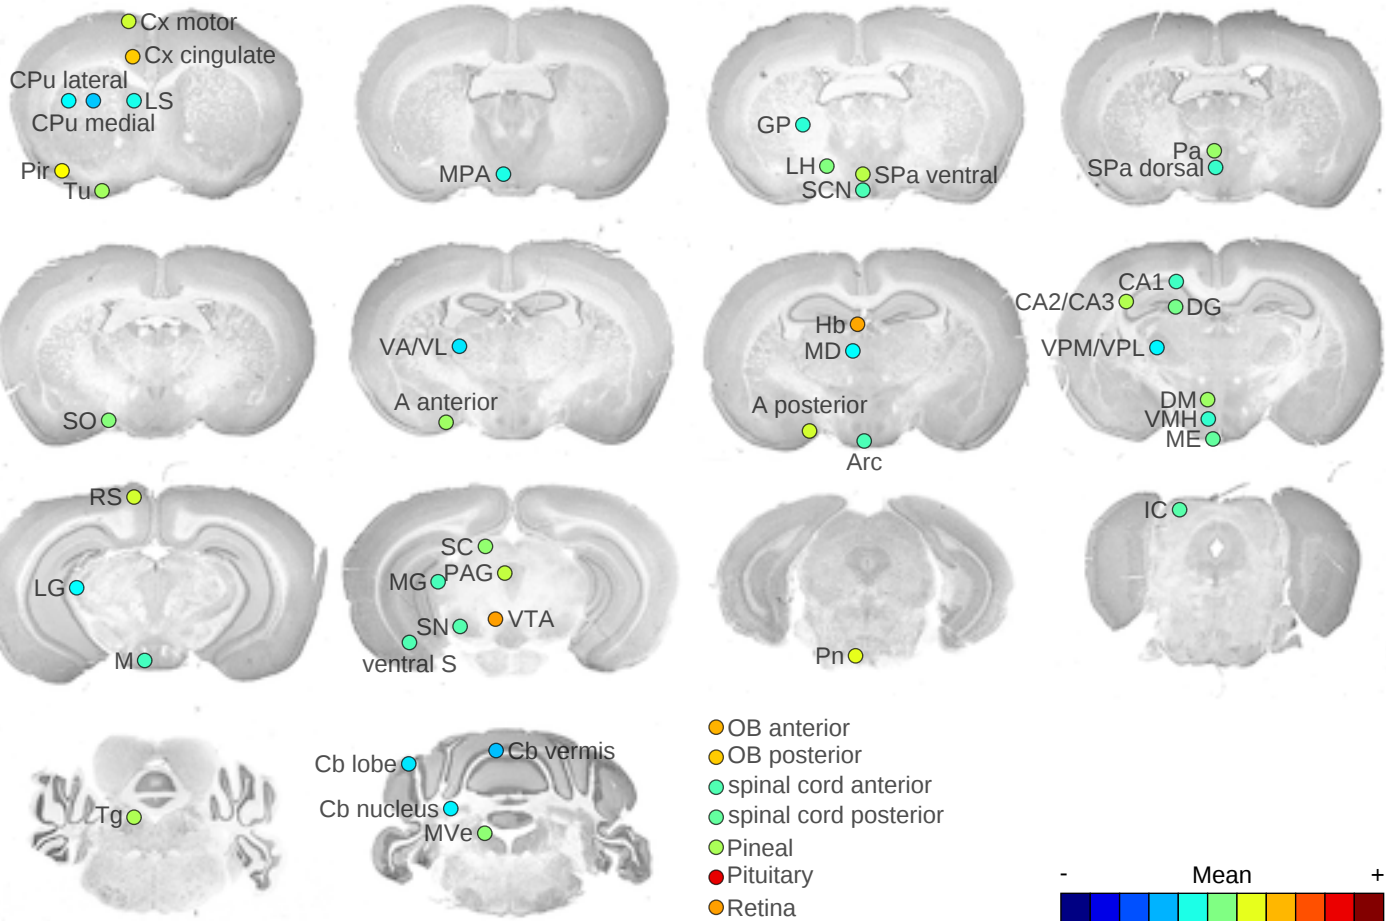 Cx motor
Cx cingulate
CPu lateral
LS
CPu medial
Pir
Tu
MPA
GP
LH
SPa ventral
SCN
Pa
SPa dorsal
SO
VA/VL
A anterior
Hb
MD
A posterior
Arc
CA1
CA2/CA3
DG
VPM/VPL
DM
VMH
ME
RS
LG
M
SC
PAG
MG
VTA
SN
ventral S
Pn
IC
Tg
Cb vermis
Cb lobe
Cb nucleus
MVe
OB anterior
OB posterior
spinal cord anterior
spinal cord posterior
Pineal
Pituitary
Retina
- Mean +